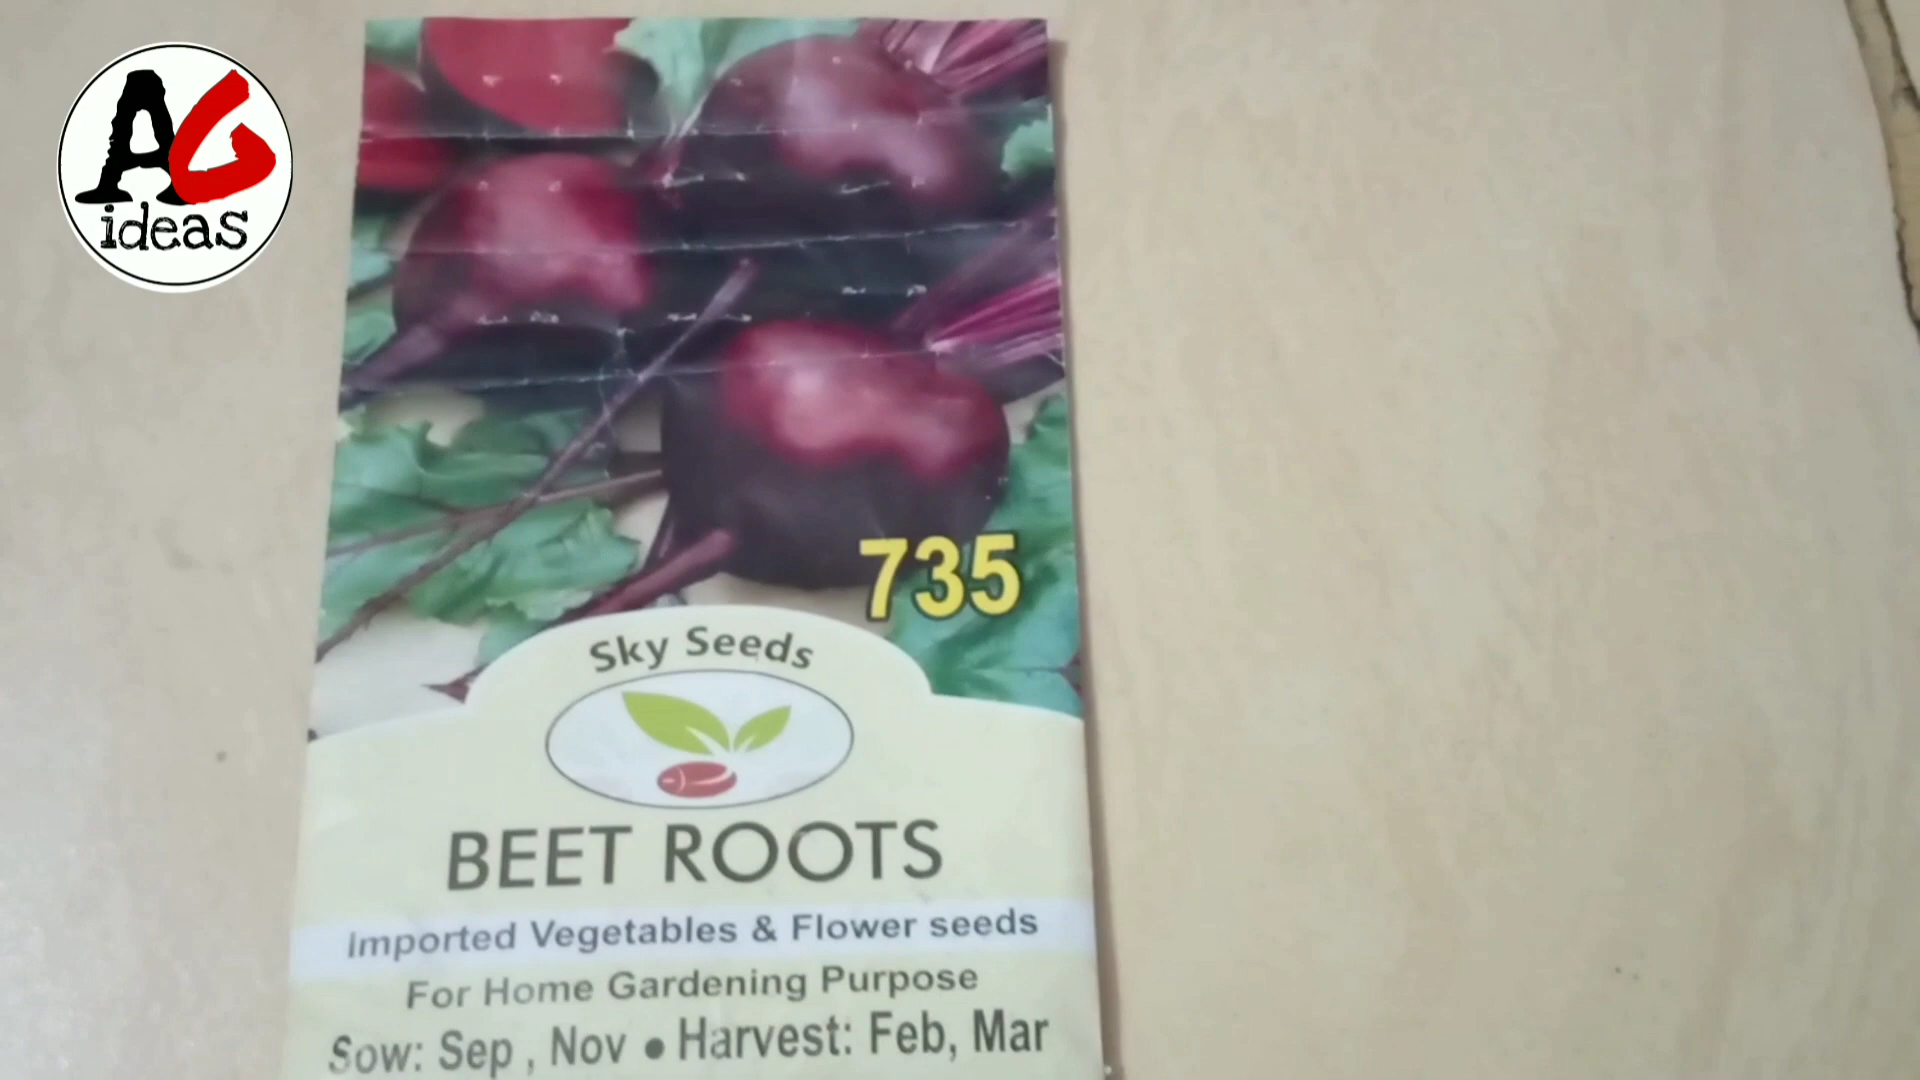 AG
ideas
735
Sky Seeds
BEET ROOTS
Imported Vegetables & Flower seeds
For Home Gardening Purpose
Sow: Sep , Nov • Harvest: Feb, Mar